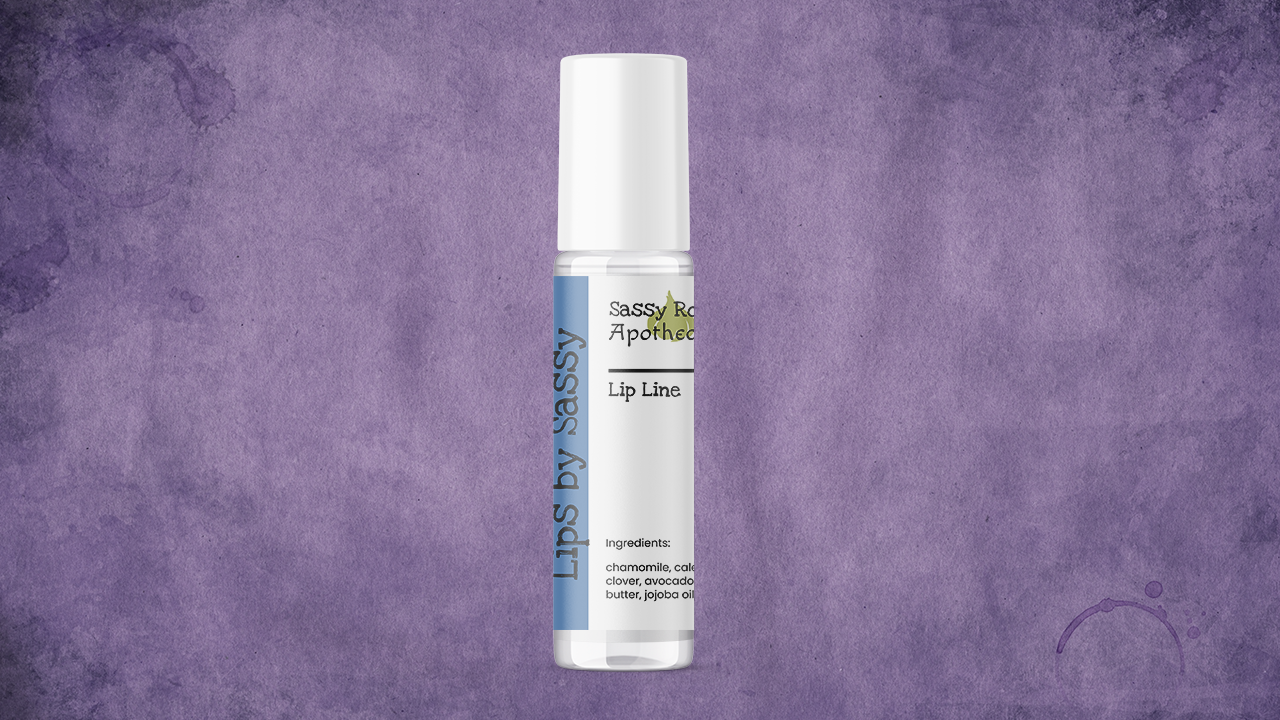 Lips by Sassy
Sassy Ro
Apothec
Lip Line
Ingredients:
chamomile, cale
clover, avocado
butter, jojoba oil